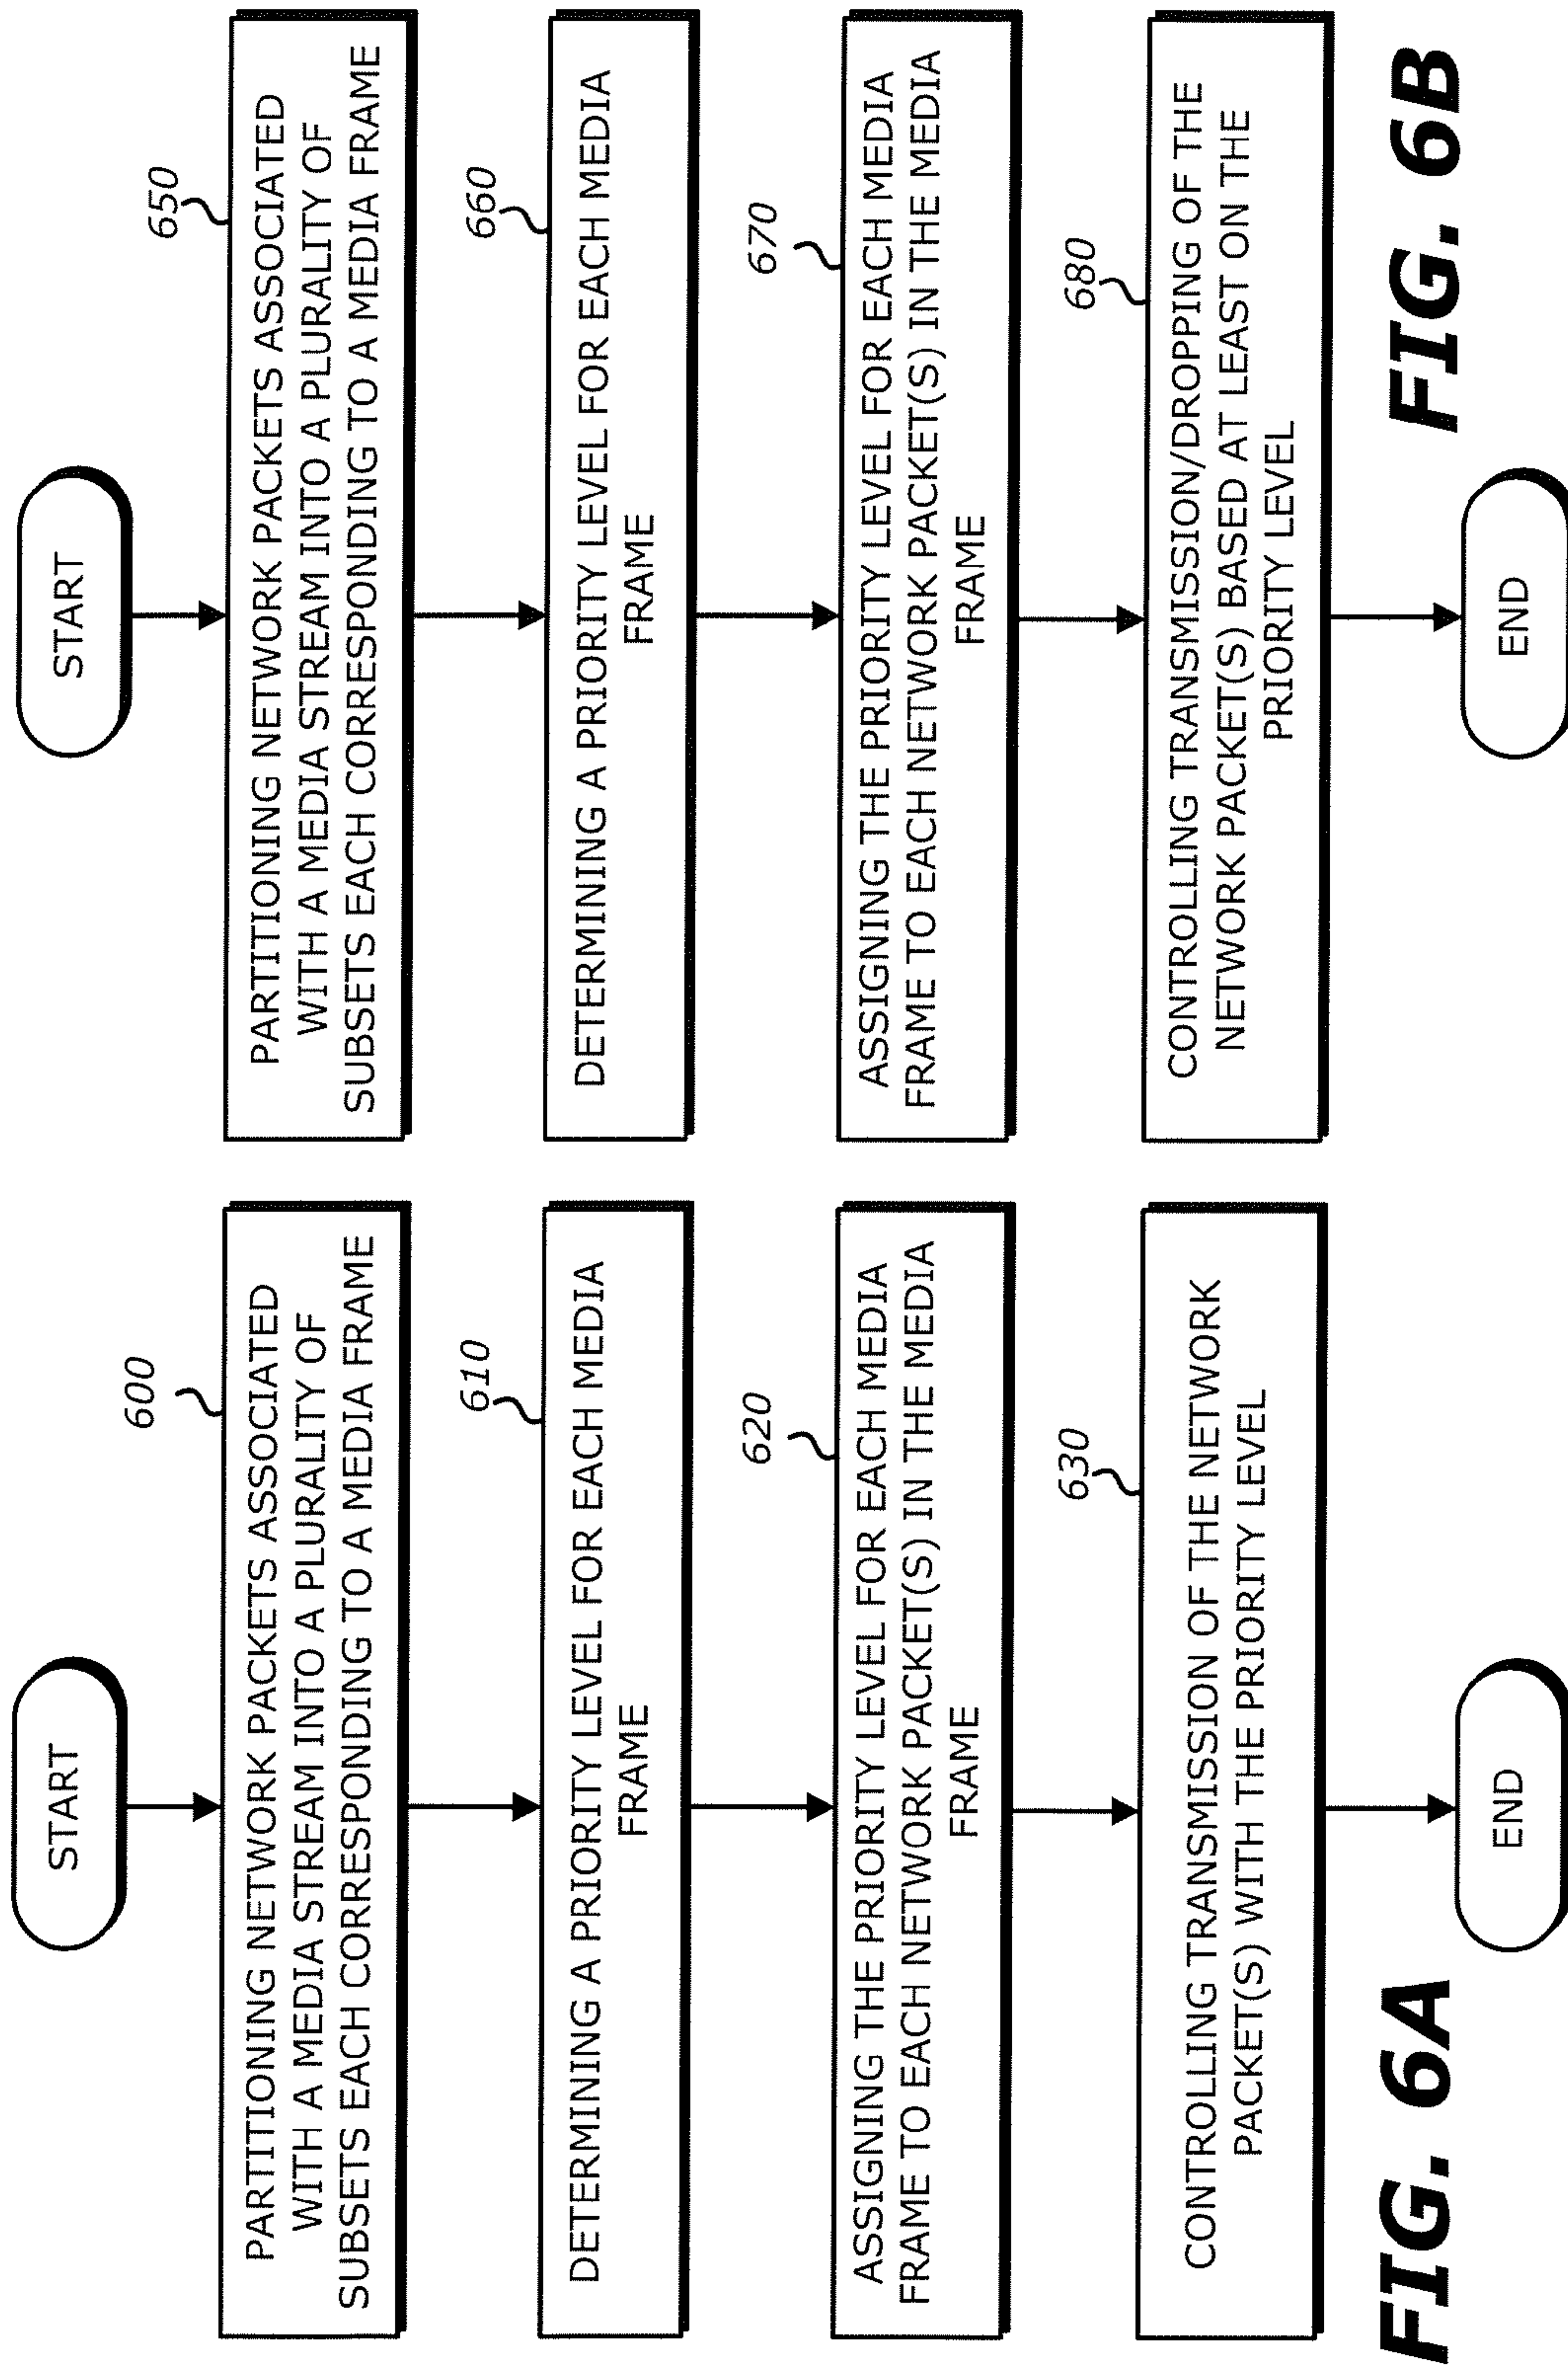 START
600
PARTITIONING NETWORK PACKETS ASSOCIATED
WITH A MEDIA STREAM INTO A PLURALITY OF
SUBSETS EACH CORRESPONDING TO A MEDIA FRAME
610
DETERMINING A PRIORITY LEVEL FOR EACH MEDIA
FRAME
620
ASSIGNING THE PRIORITY LEVEL FOR EACH MEDIA
FRAME TO EACH NETWORK PACKET(S) IN THE MEDIA
FRAME
630
CONTROLLING TRANSMISSION OF THE NETWORK
PACKET(S) WITH THE PRIORITY LEVEL
END
FIG. 6A
START
650
PARTITIONING NETWORK PACKETS ASSOCIATED
WITH A MEDIA STREAM INTO A PLURALITY OF
SUBSETS EACH CORRESPONDING TO A MEDIA FRAME
660
DETERMINING A PRIORITY LEVEL FOR EACH MEDIA
FRAME
670
ASSIGNING THE PRIORITY LEVEL FOR EACH MEDIA
FRAME TO EACH NETWORK PACKET(S) IN THE MEDIA
FRAME
680
CONTROLLING TRANSMISSION/DROPPING OF THE
NETWORK PACKET(S) BASED AT LEAST ON THE
PRIORITY LEVEL
END
FIG. 6B